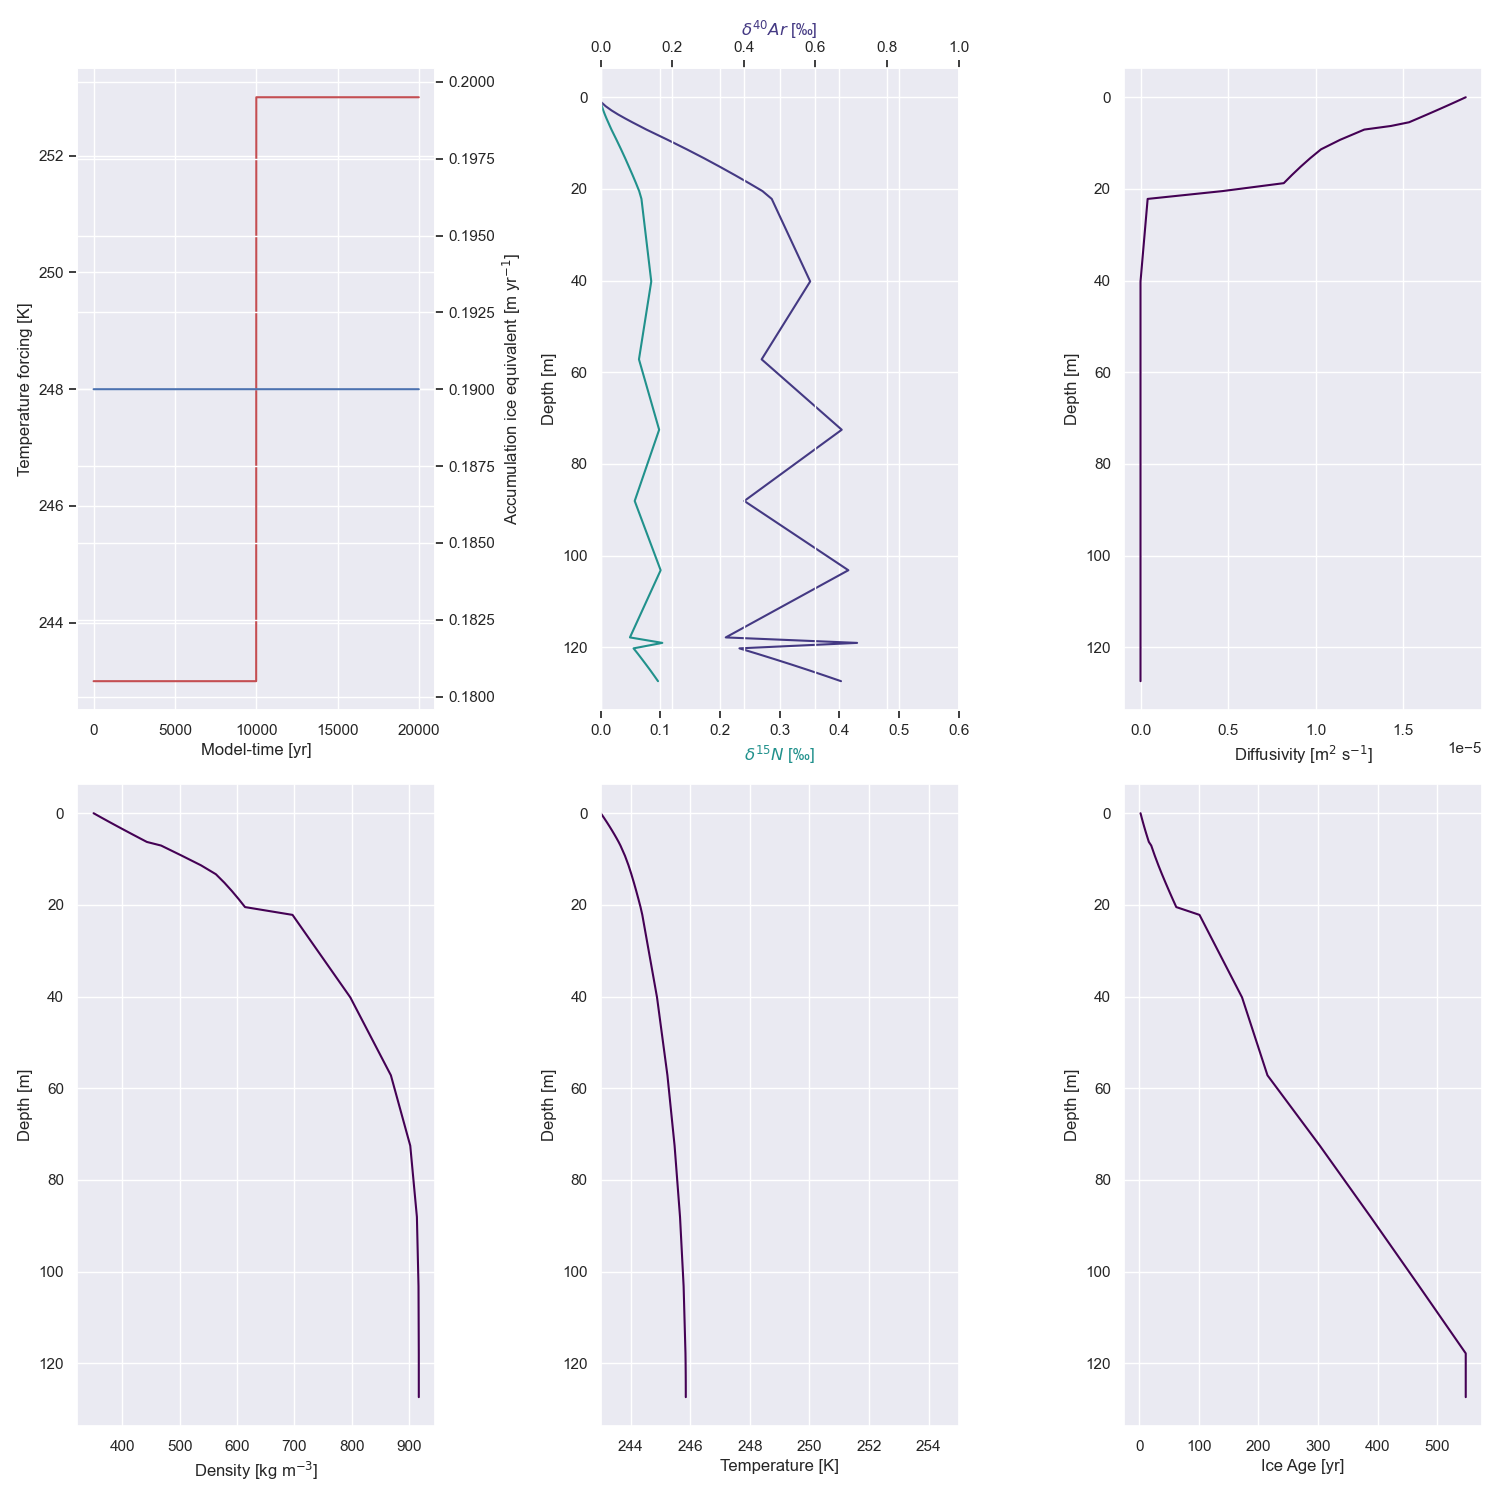 δ⁴⁰Ar [‰]
0.0 0.2 0.4 0.6 0.8 1.0
Temperature forcing [K]
252
250
248
246
244
0.2000
0.1975
0.1950
0.1925
0.1900
0.1875
0.1850
0.1825
0.1800
Accumulation ice equivalent [m yr⁻¹]
0 5000 10000 15000 20000
Model-time [yr]
Depth [m]
0
20
40
60
80
100
120
0.0 0.1 0.2 0.3 0.4 0.5 0.6
δ¹⁵N [‰]
Depth [m]
0
20
40
60
80
100
120
0.0 0.5 1.0 1.5
1e−5
Diffusivity [m² s⁻¹]
Depth [m]
0
20
40
60
80
100
120
400 500 600 700 800 900
Density [kg m⁻³]
Depth [m]
0
20
40
60
80
100
120
244 246 248 250 252 254
Temperature [K]
Depth [m]
0
20
40
60
80
100
120
0 100 200 300 400 500
Ice Age [yr]